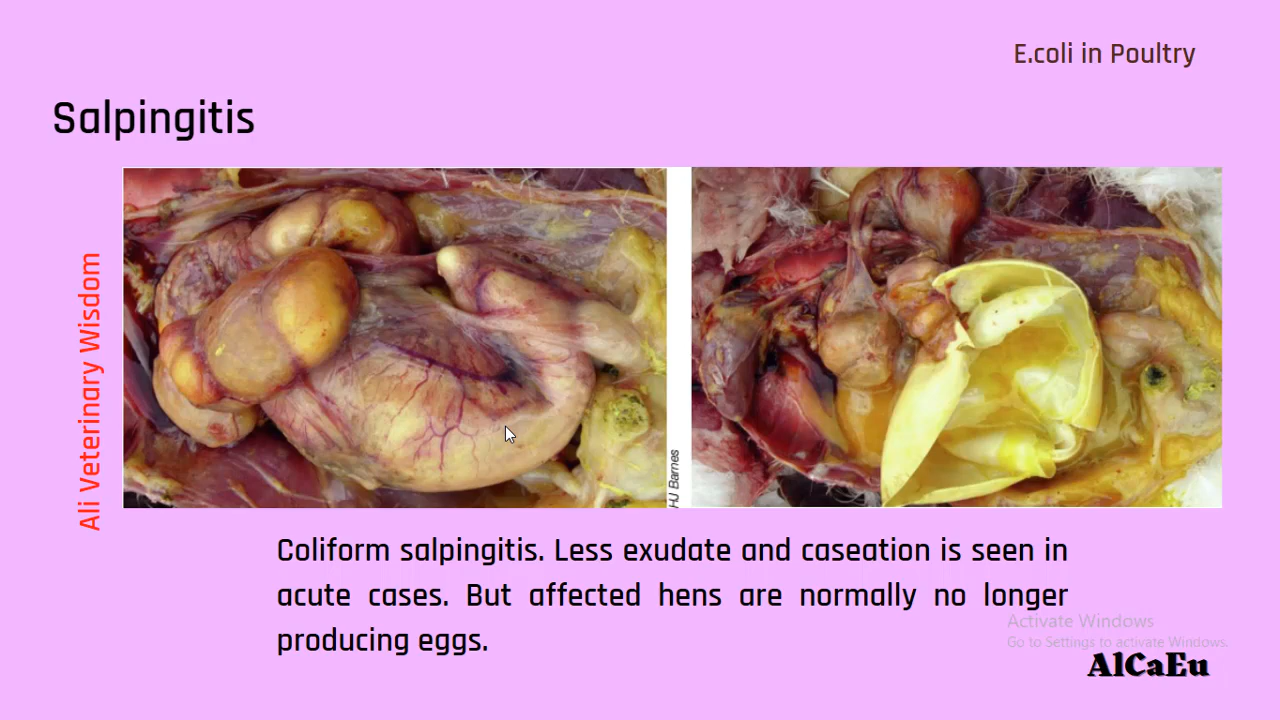 E.coli in Poultry
Salpingitis
Ali Veterinary Wisdom
HJ Barnes
Coliform salpingitis. Less exudate and caseation is seen in
acute cases. But affected hens are normally no longer
producing eggs.
Activate Windows
Go to Settings to activate Windows.
AlCaEu